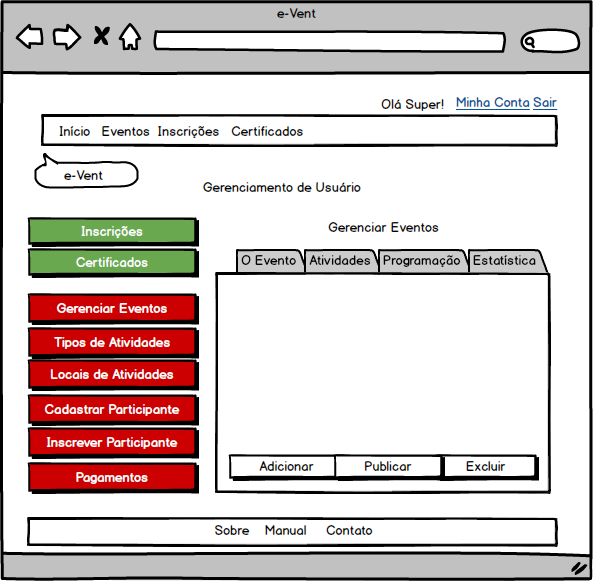 e-Vent
Olá Super! Minha Conta Sair
Início Eventos Inscrições Certificados
e-Vent
Gerenciamento de Usuário
Inscrições
Certificados
Gerenciar Eventos
Tipos de Atividades
Locais de Atividades
Cadastrar Participante
Inscrever Participante
Pagamentos
Gerenciar Eventos
O Evento Atividades Programação Estatística
Adicionar Publicar Excluir
Sobre Manual Contato